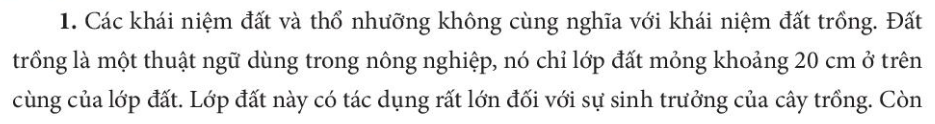 1. Các khái niệm đất và thổ nhưỡng không cùng nghĩa với khái niệm đất trồng. Đất
trồng là một thuật ngữ dùng trong nông nghiệp, nó chỉ lớp đất mỏng khoảng 20 cm ở trên
cùng của lớp đất. Lớp đất này có tác dụng rất lớn đối với sự sinh trưởng của cây trồng. Còn